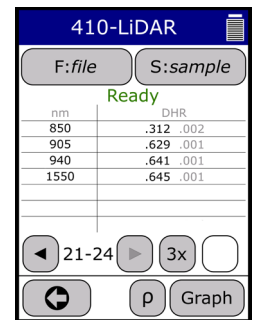 410-LiDAR
F:file S:sample
Ready
nm DHR
850 .312 .002
905 .629 .001
940 .641 .001
1550 .645 .001
21-24 3x
ρ Graph